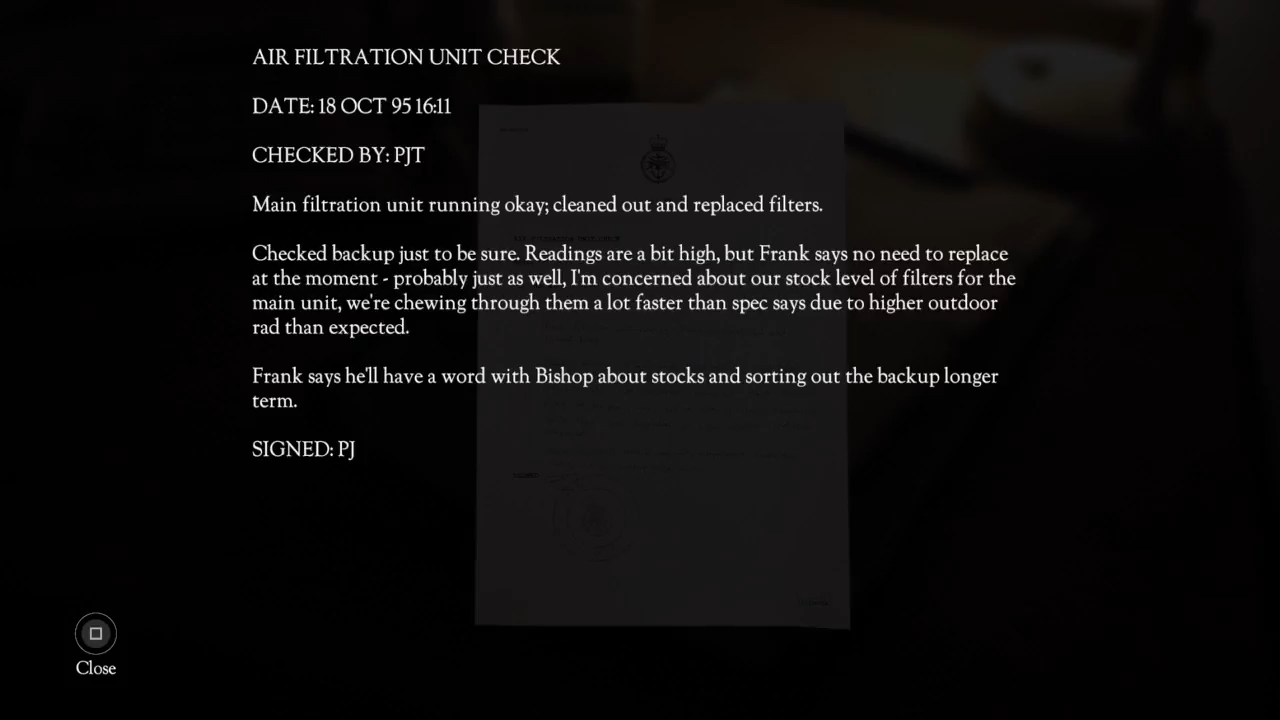 AIR FILTRATION UNIT CHECK
DATE: 18 OCT 95 16:11
CHECKED BY: PJT
Main filtration unit running okay; cleaned out and replaced filters.
Checked backup just to be sure. Readings are a bit high, but Frank says no need to replace
at the moment - probably just as well, I'm concerned about our stock level of filters for the
main unit, we're chewing through them a lot faster than spec says due to higher outdoor
rad than expected.
Frank says he'll have a word with Bishop about stocks and sorting out the backup longer
term.
SIGNED: PJ
Close